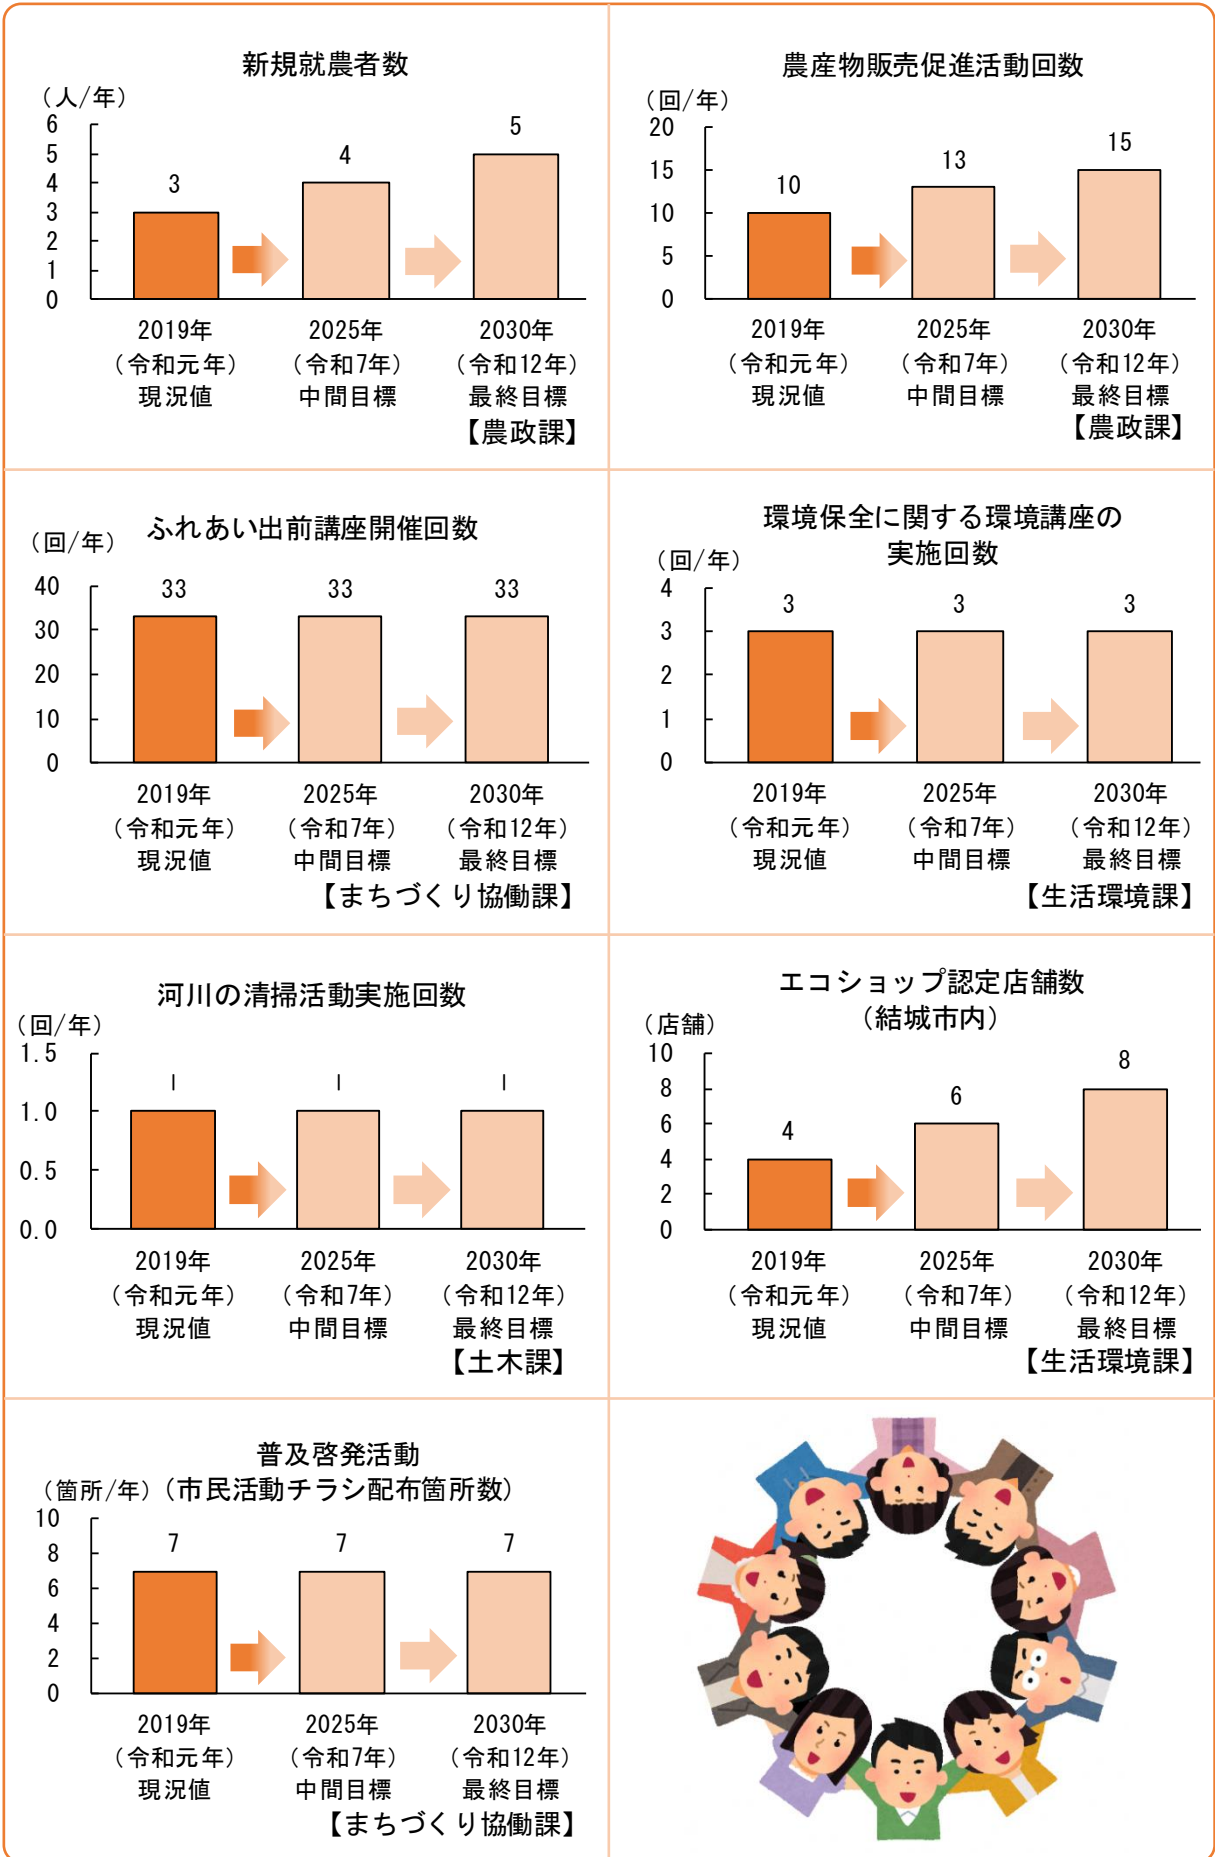 新規就農者数
（人/年）
6
5
4
3
2
1
0
3
4
5
2019年
（令和元年）
現況値
2025年
（令和7年）
中間目標
2030年
（令和12年）
最終目標
【農政課】
農産物販売促進活動回数
（回/年）
20
15
10
5
0
10
13
15
2019年
（令和元年）
現況値
2025年
（令和7年）
中間目標
2030年
（令和12年）
最終目標
【農政課】
ふれあい出前講座開催回数
（回/年）
40
30
20
10
0
33
33
33
2019年
（令和元年）
現況値
2025年
（令和7年）
中間目標
2030年
（令和12年）
最終目標
【まちづくり協働課】
環境保全に関する環境講座の
実施回数
（回/年）
4
3
2
1
0
3
3
3
2019年
（令和元年）
現況値
2025年
（令和7年）
中間目標
2030年
（令和12年）
最終目標
【生活環境課】
河川の清掃活動実施回数
（回/年）
1.5
1.0
0.5
0.0
1
1
1
2019年
（令和元年）
現況値
2025年
（令和7年）
中間目標
2030年
（令和12年）
最終目標
【土木課】
エコショップ認定店舗数
（結城市内）
（店舗）
10
8
6
4
2
0
4
6
8
2019年
（令和元年）
現況値
2025年
（令和7年）
中間目標
2030年
（令和12年）
最終目標
【生活環境課】
普及啓発活動
（箇所/年）（市民活動チラシ配布箇所数）
10
8
6
4
2
0
7
7
7
2019年
（令和元年）
現況値
2025年
（令和7年）
中間目標
2030年
（令和12年）
最終目標
【まちづくり協働課】